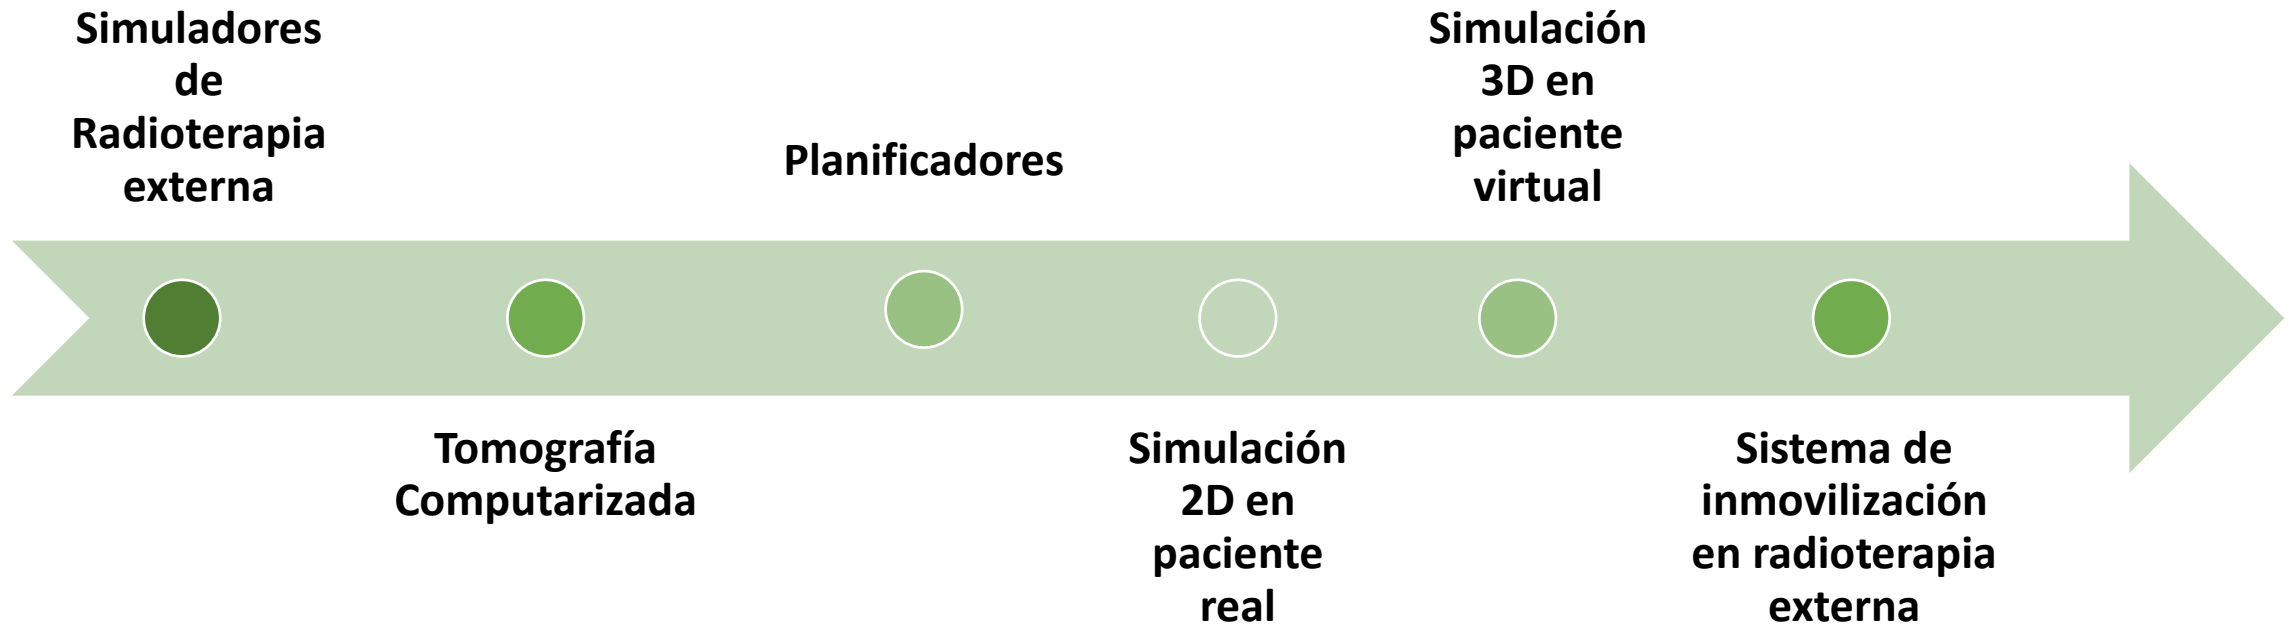 Simuladores
de
Radioterapia
externa
Tomografía
Computarizada
Planificadores
Simulación
2D en
paciente
real
Simulación
3D en
paciente
virtual
Sistema de
inmovilización
en radioterapia
externa